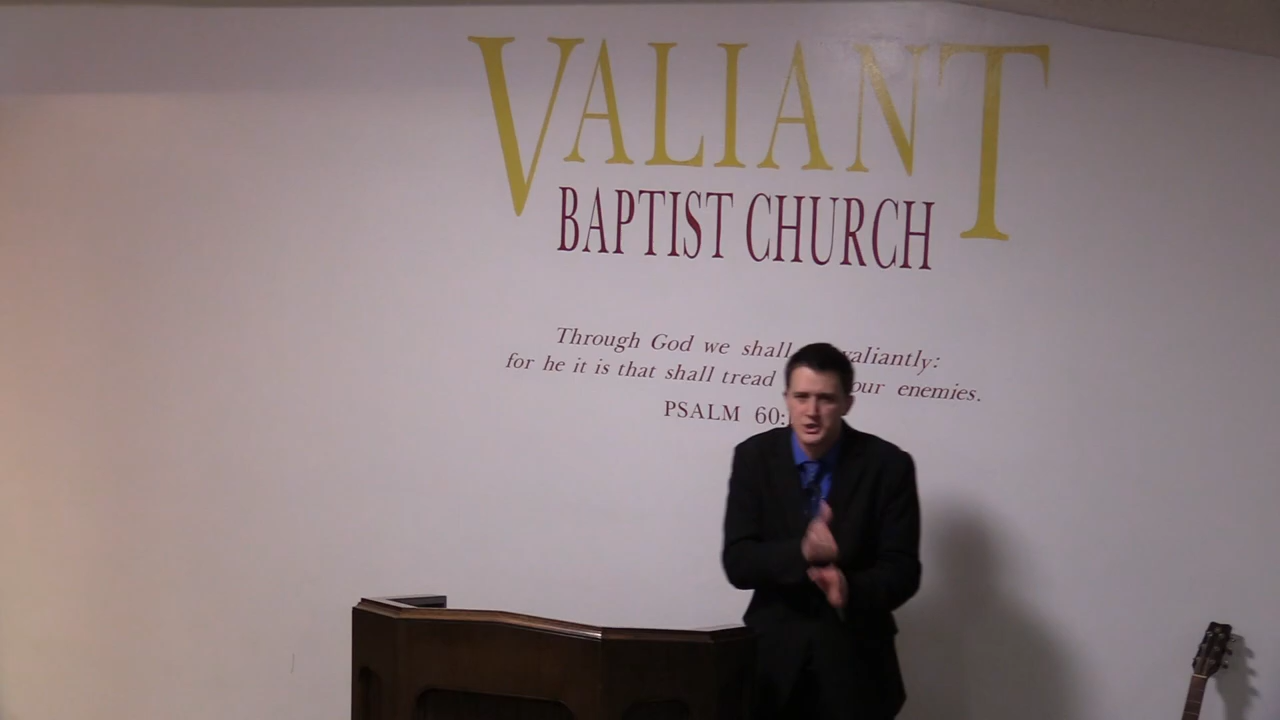 VALIANT
BAPTIST CHURCH
Through God we shall valiantly:
for he it is that shall tread our enemies.
PSALM 60: